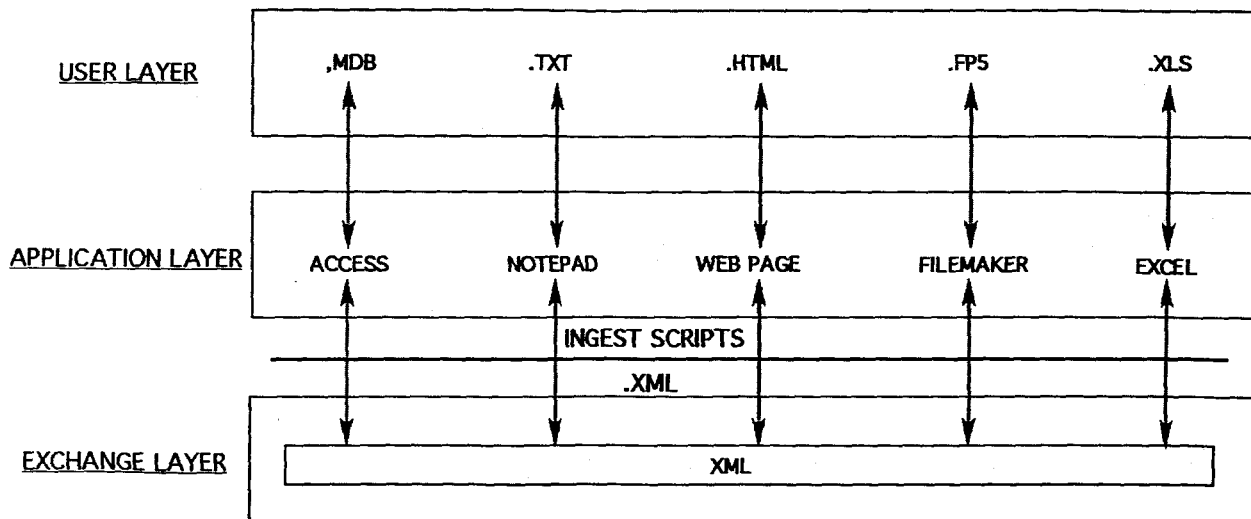 USER LAYER
,MDB
.TXT
.HTML
.FP5
.XLS
APPLICATION LAYER
ACCESS
NOTEPAD
WEB PAGE
FILEMAKER
EXCEL
INGEST SCRIPTS
.XML
EXCHANGE LAYER
XML